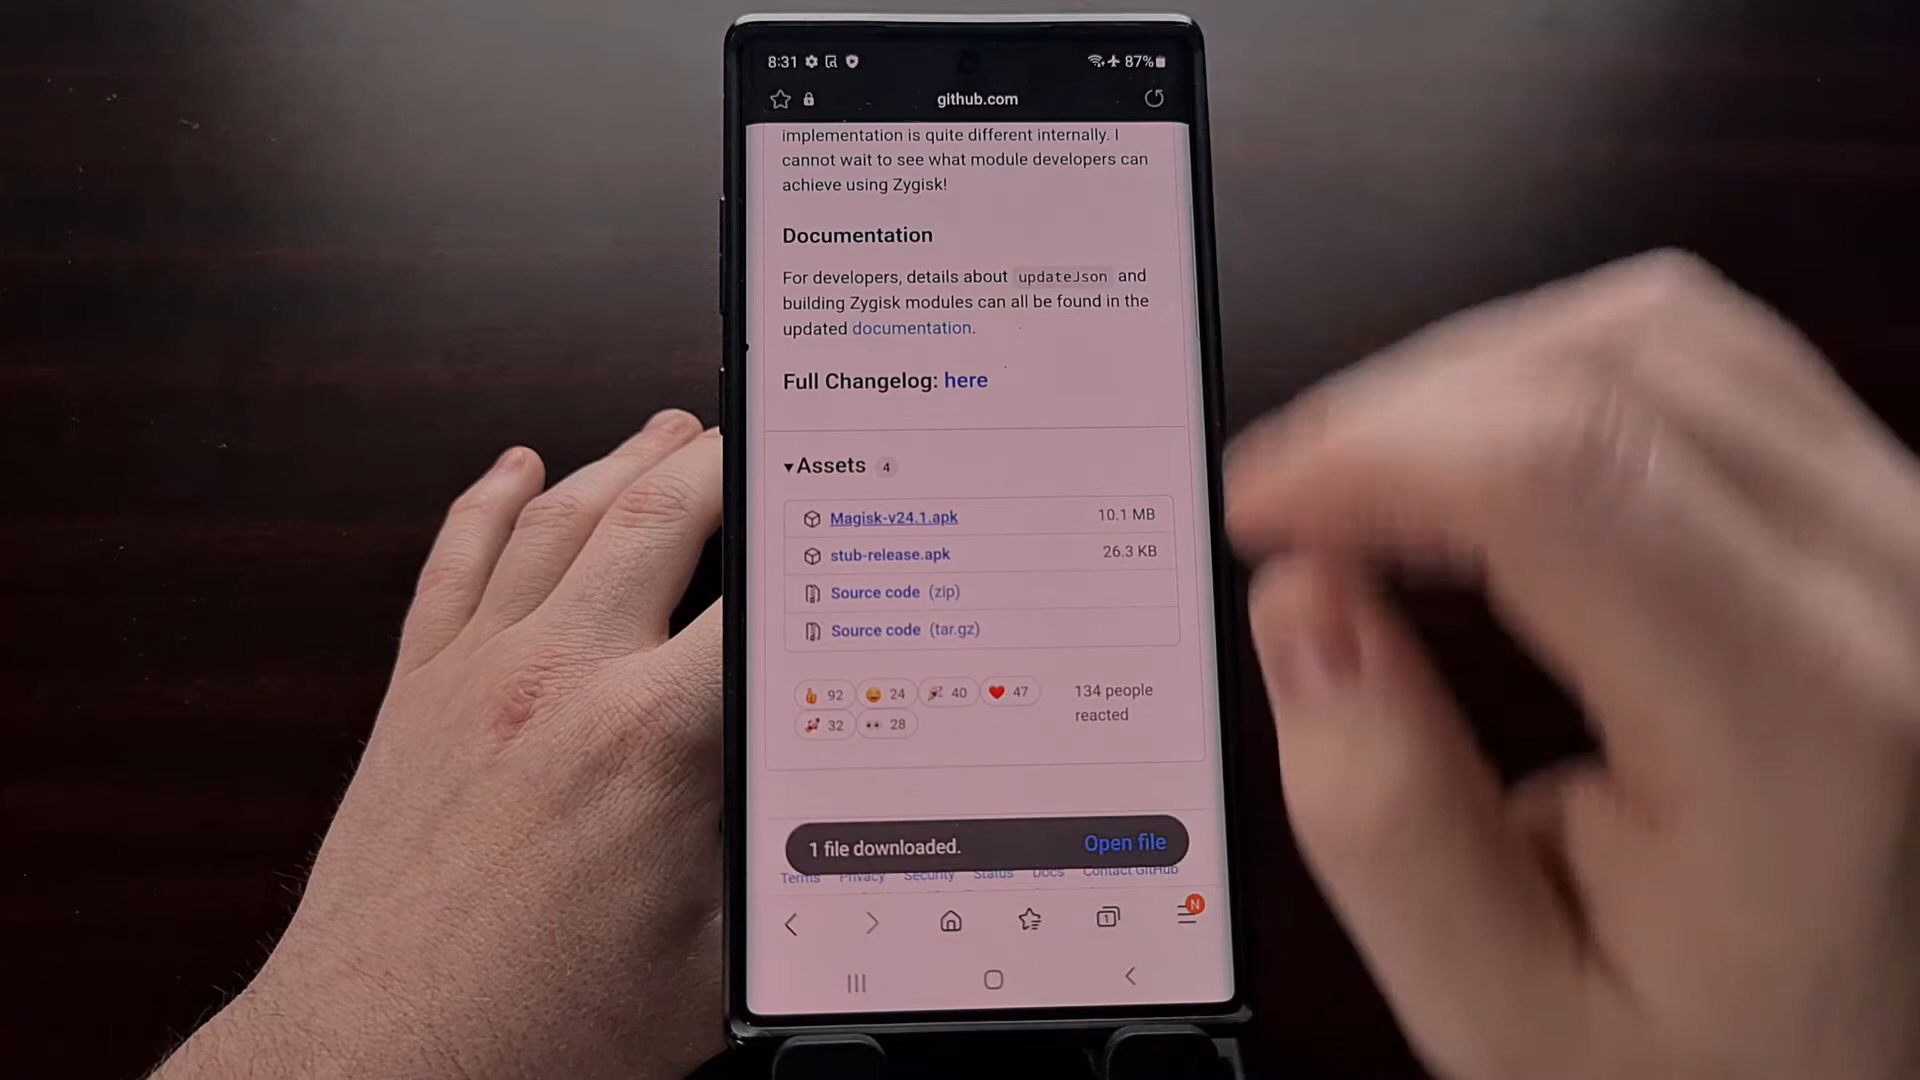 8:31
87%
github.com
implementation is quite different internally. I
cannot wait to see what module developers can
achieve using Zygisk!
Documentation
For developers, details about updateJson and
building Zygisk modules can all be found in the
updated documentation.
Full Changelog: here
Assets 4
Magisk-v24.1.apk 10.1 MB
stub-release.apk 26.3 KB
Source code (zip)
Source code (tar.gz)
92 24 40 47 134 people
32 28 reacted
1 file downloaded. Open file
Terms Privacy Security Status Docs Contact GitHub
1 N